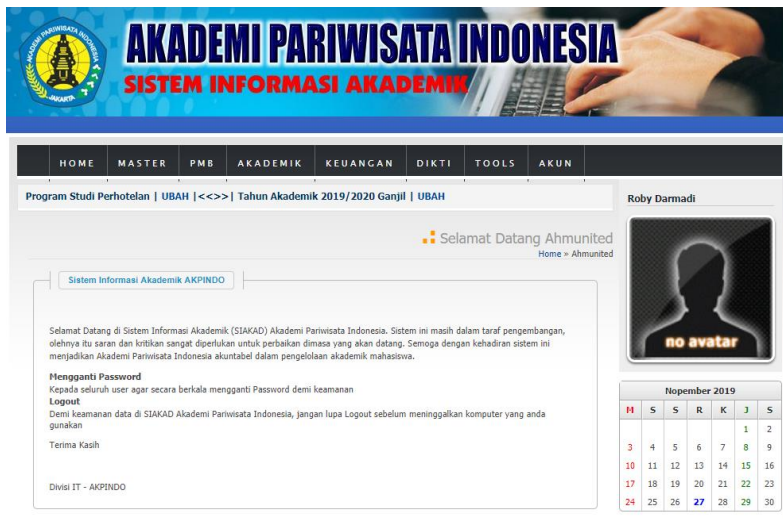 AKADEMI PARIWISATA INDONESIA
JAKARTA
AKADEMI PARIWISATA INDONESIA
SISTEM INFORMASI AKADEMIK
HOME MASTER PMB AKADEMIK KEUANGAN DIKTI TOOLS AKUN
Program Studi Perhotelan | UBAH |<<>>| Tahun Akademik 2019/2020 Ganjil | UBAH
Selamat Datang Ahmunited
Home » Ahmunited
Sistem Informasi Akademik AKPINDO
Selamat Datang di Sistem Informasi Akademik (SIAKAD) Akademi Pariwisata Indonesia. Sistem ini masih dalam taraf pengembangan,
olehnya itu saran dan kritikan sangat diperlukan untuk perbaikan dimasa yang akan datang. Semoga dengan kehadiran sistem ini
menjadikan Akademi Pariwisata Indonesia akuntabel dalam pengelolaan akademik mahasiswa.
Mengganti Password
Kepada seluruh user agar secara berkala mengganti Password demi keamanan
Logout
Demi keamanan data di SIAKAD Akademi Pariwisata Indonesia, jangan lupa Logout sebelum meninggalkan komputer yang anda
gunakan
Terima Kasih
Divisi IT - AKPINDO
Roby Darmadi
no avatar
Nopember 2019
M S S R K J S
1 2
3 4 5 6 7 8 9
10 11 12 13 14 15 16
17 18 19 20 21 22 23
24 25 26 27 28 29 30